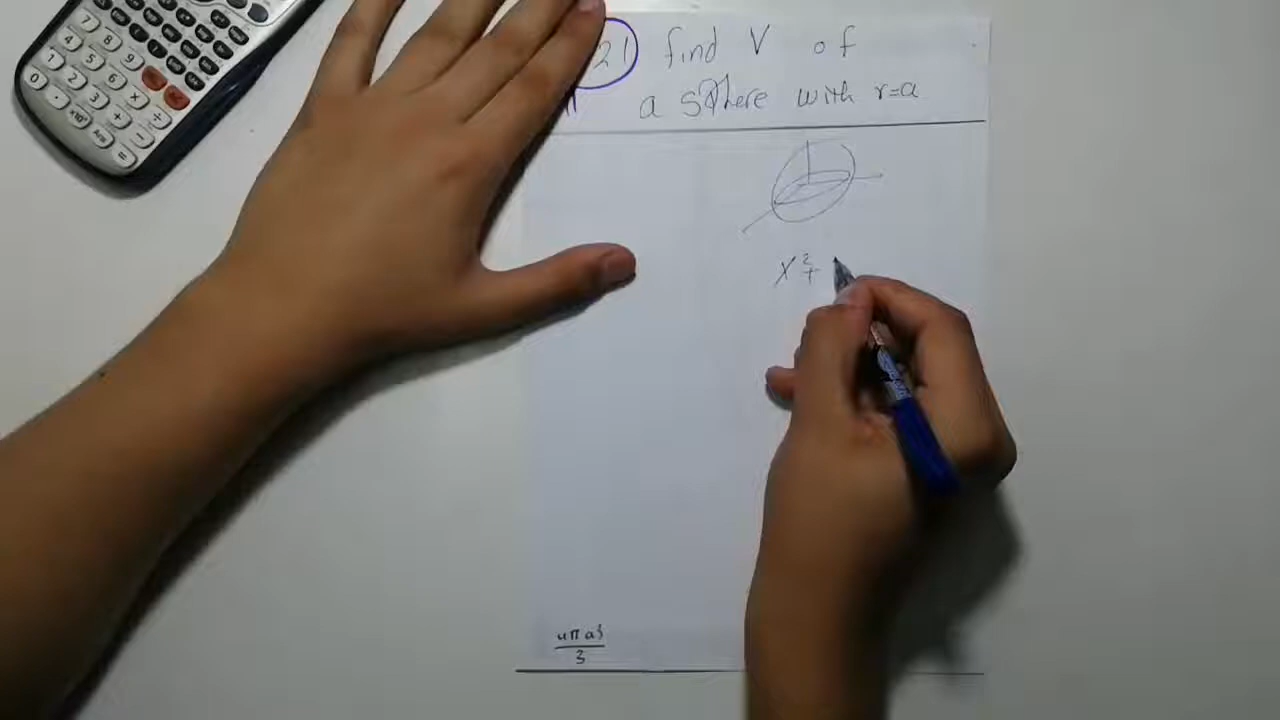 21 find V of
a sphere with r=a
x²+
4πa³
3